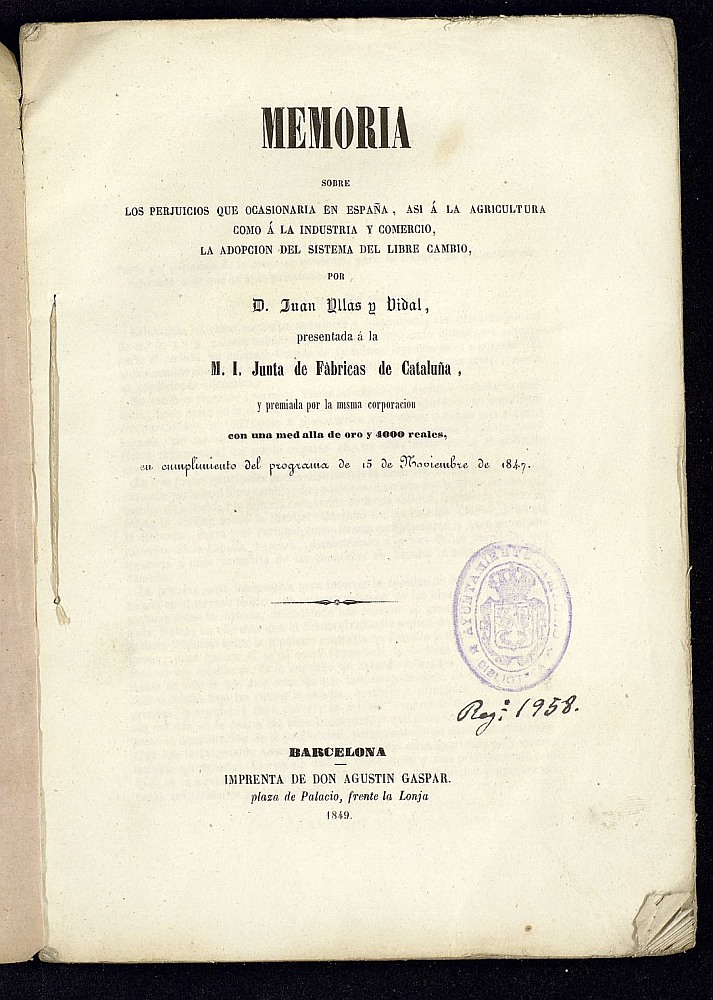 MEMORIA
SOBRE
LOS PERJUICIOS QUE OCASIONARIA EN ESPAÑA, ASI Á LA AGRICULTURA
COMO Á LA INDUSTRIA Y COMERCIO,
LA ADOPCION DEL SISTEMA DEL LIBRE CAMBIO,
POR
D. Juan Yllas y Vidal,
presentada á la
M. I. Junta de Fàbricas de Cataluña,
y premiada por la misma corporacion
con una medalla de oro y 4000 reales,
en cumplimiento del programa de 15 de Noviembre de 1847.
AYUNTAMIENTO
BIBLIOT
Reg.º 1958.
BARCELONA
IMPRENTA DE DON AGUSTIN GASPAR.
plaza de Palacio, frente la Lonja
1849.